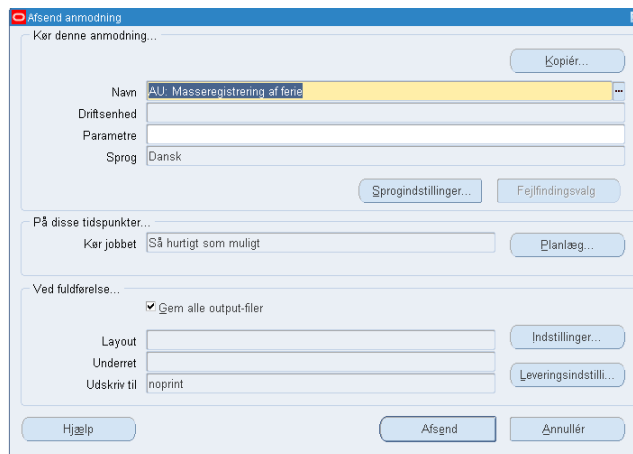 Afsend anmodning
Kør denne anmodning...
Kopiér...
Navn AU: Masseregistrering af ferie ...
Driftsenhed
Parametre
Sprog Dansk
Sprogindstillinger... Fejlfindingsvalg
På disse tidspunkter...
Kør jobbet Så hurtigt som muligt Planlæg...
Ved fuldførelse...
Gem alle output-filer
Layout Indstillinger...
Underret
Udskriv til noprint Leveringsindstilli...
Hjælp Afsend Annullér